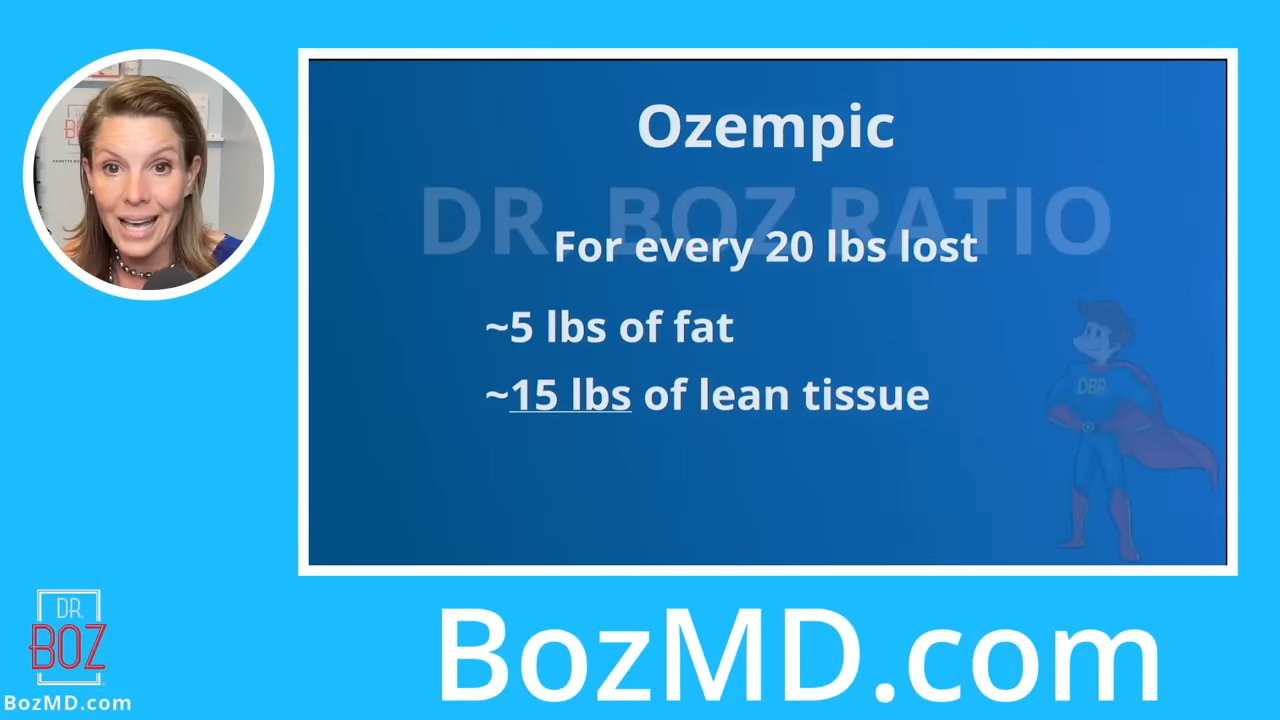 Ozempic
DR. BOZ RATIO
For every 20 lbs lost
~5 lbs of fat
~15 lbs of lean tissue
DBR
BOZ
DR.
BOZ
BozMD.com
BozMD.com